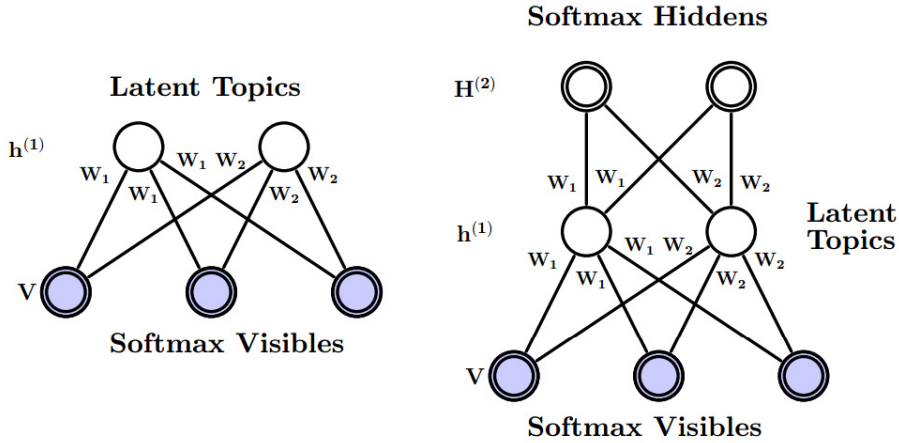 Latent Topics
h(1)
W1
W1
W1 W2
W2
W2
V
Softmax Visibles
Softmax Hiddens
H(2)
W1
W1
W2
W2
h(1)
Latent
Topics
W1
W1
W1 W2
W2
W2
V
Softmax Visibles